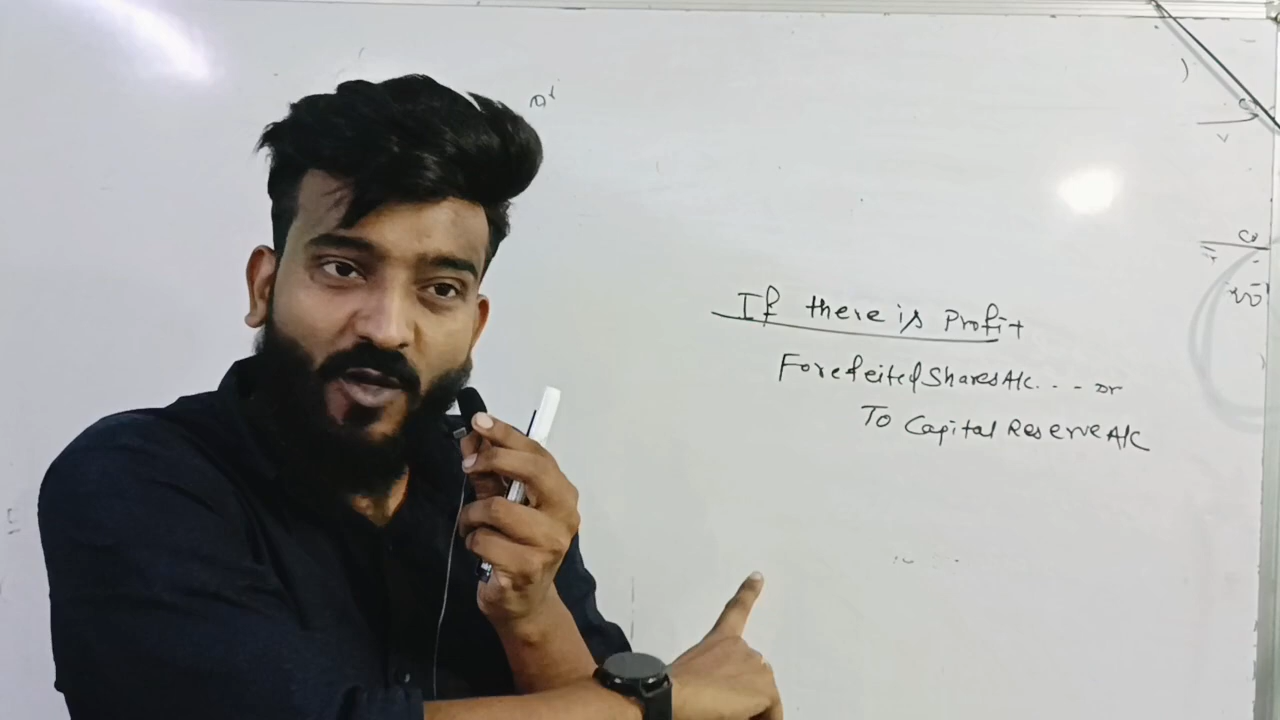 If there is Profit
Forefeited Shares A/c.... Dr
To Capital Reserve A/c